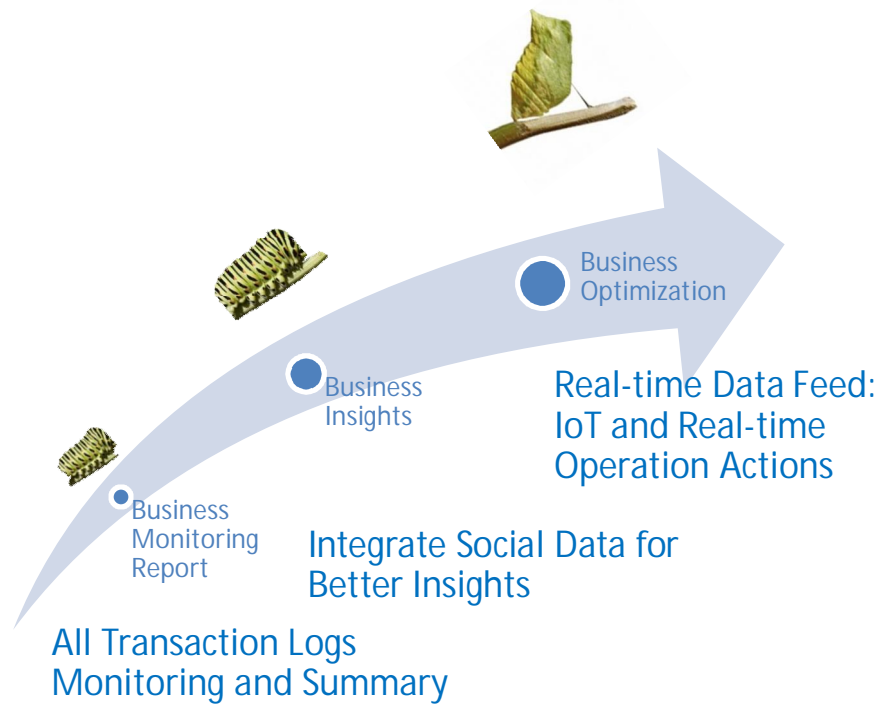 Business
Optimization
Real-time Data Feed:
IoT and Real-time
Operation Actions
Business
Insights
Integrate Social Data for
Better Insights
Business
Monitoring
Report
All Transaction Logs
Monitoring and Summary